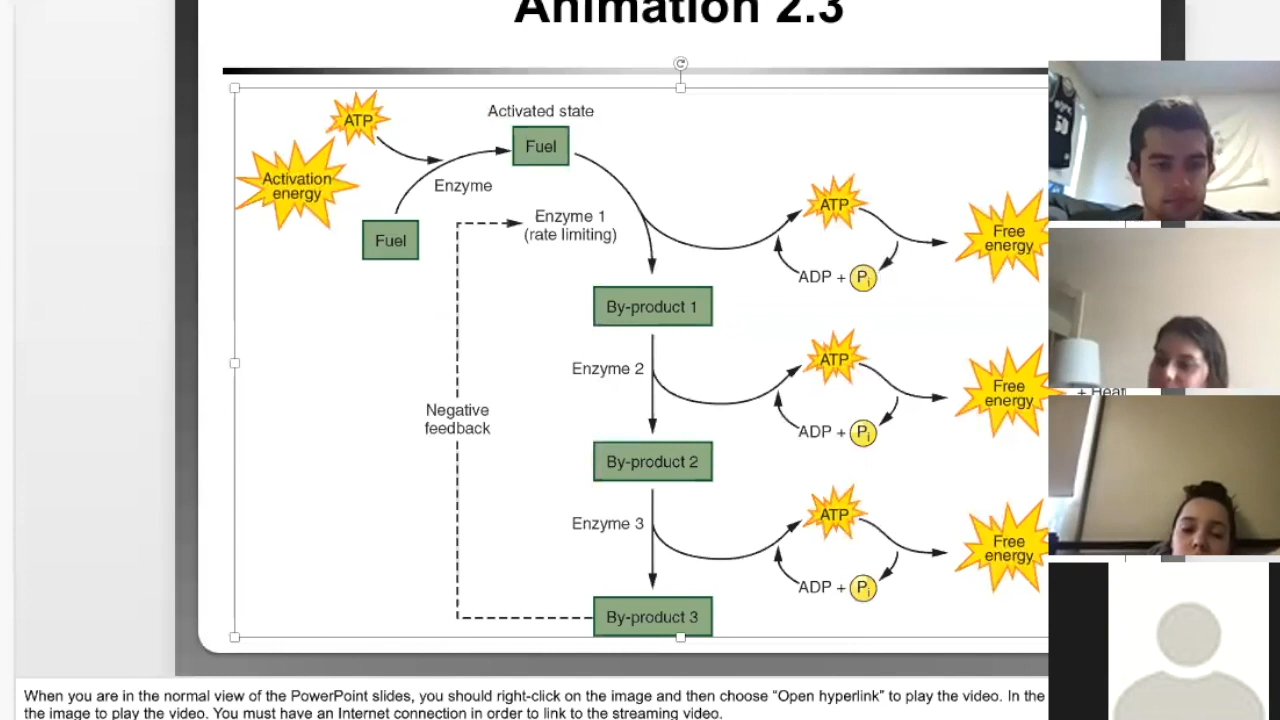 Animation 2.3
Activated state
ATP
Fuel
Activation
energy
Enzyme
Fuel
Enzyme 1
(rate limiting)
ATP
Free
energy
ADP + Pi
By-product 1
Enzyme 2
ATP
Free
energy
+ Heat
Negative
feedback
ADP + Pi
By-product 2
Enzyme 3
ATP
Free
energy
ADP + Pi
By-product 3
When you are in the normal view of the PowerPoint slides, you should right-click on the image and then choose “Open hyperlink” to play the video. In the
the image to play the video. You must have an Internet connection in order to link to the streaming video.